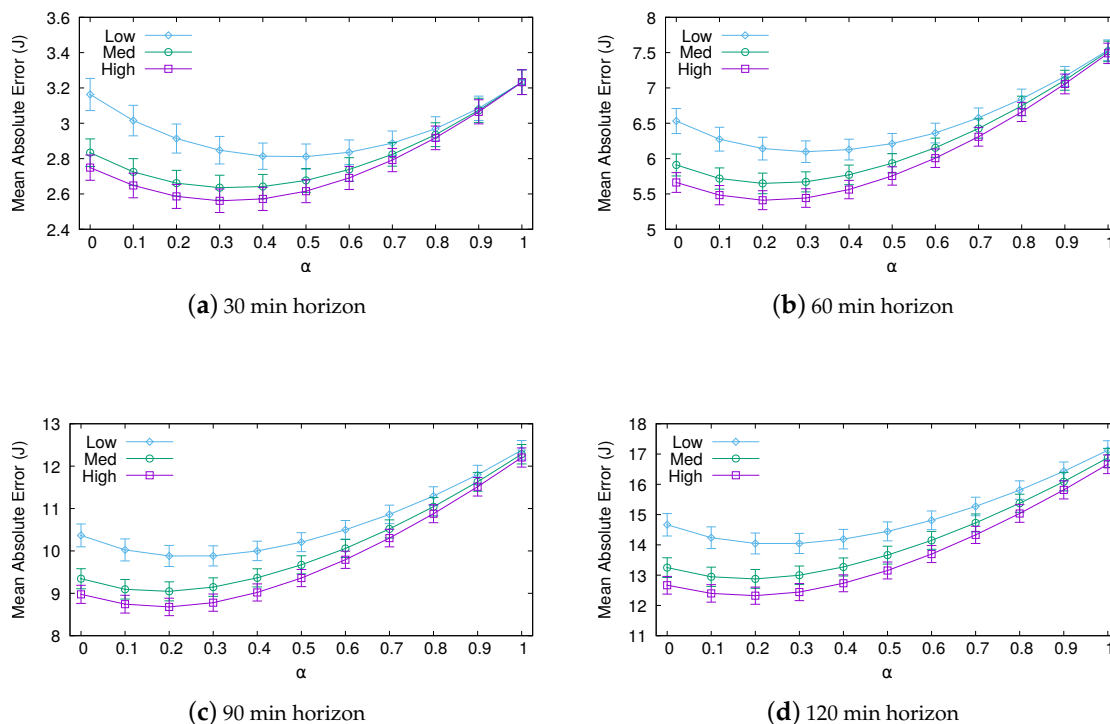 3.6
3.4
3.2
3
2.8
2.6
2.4
Mean Absolute Error (J)
Low
Med
High
0 0.1 0.2 0.3 0.4 0.5 0.6 0.7 0.8 0.9 1
α
(a) 30 min horizon
8
7.5
7
6.5
6
5.5
5
Mean Absolute Error (J)
Low
Med
High
0 0.1 0.2 0.3 0.4 0.5 0.6 0.7 0.8 0.9 1
α
(b) 60 min horizon
13
12
11
10
9
8
Mean Absolute Error (J)
Low
Med
High
0 0.1 0.2 0.3 0.4 0.5 0.6 0.7 0.8 0.9 1
α
(c) 90 min horizon
18
17
16
15
14
13
12
11
Mean Absolute Error (J)
Low
Med
High
0 0.1 0.2 0.3 0.4 0.5 0.6 0.7 0.8 0.9 1
α
(d) 120 min horizon